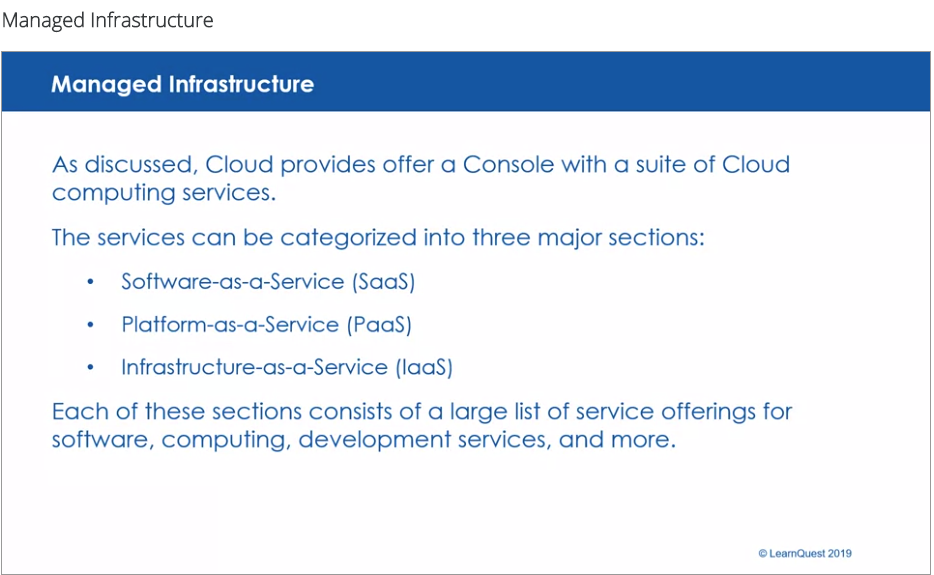 Managed Infrastructure
Managed Infrastructure
As discussed, Cloud provides offer a Console with a suite of Cloud
computing services.
The services can be categorized into three major sections:
• Software-as-a-Service (SaaS)
• Platform-as-a-Service (PaaS)
• Infrastructure-as-a-Service (IaaS)
Each of these sections consists of a large list of service offerings for
software, computing, development services, and more.
© LearnQuest 2019